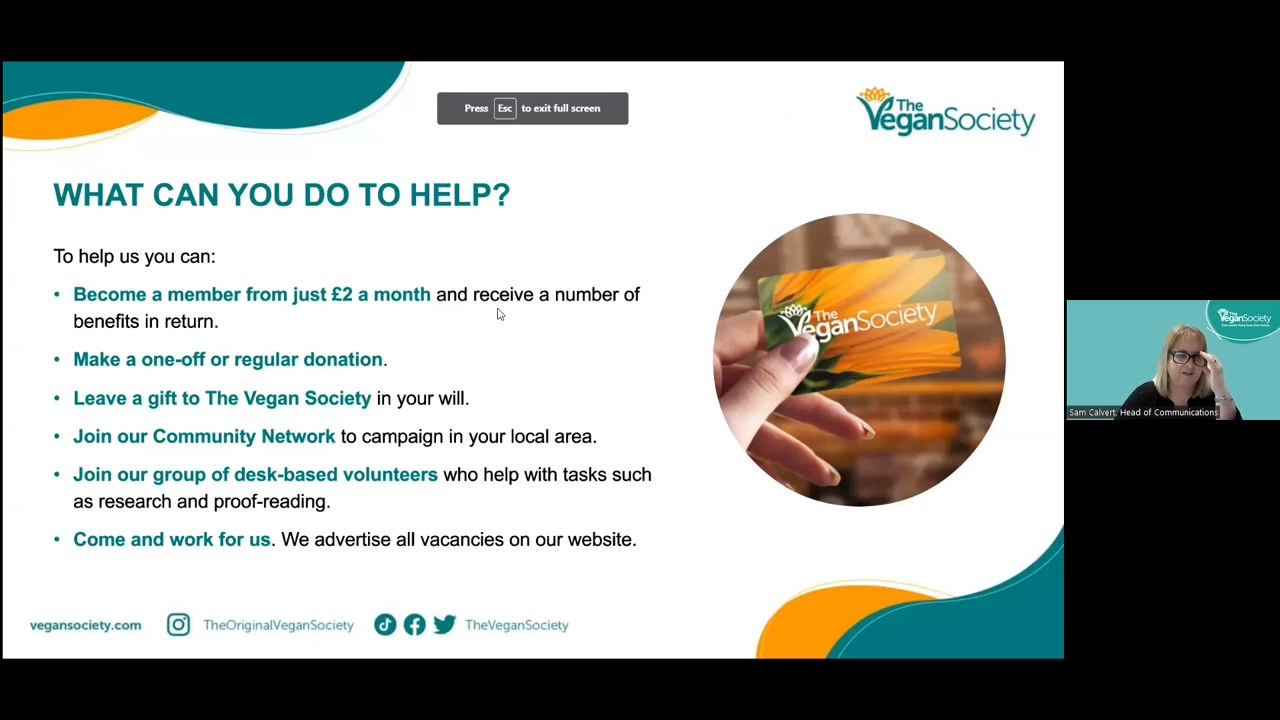 Press Esc to exit full screen
The
VeganSociety
WHAT CAN YOU DO TO HELP?
To help us you can:
• Become a member from just £2 a month and receive a number of
benefits in return.
• Make a one-off or regular donation.
• Leave a gift to The Vegan Society in your will.
• Join our Community Network to campaign in your local area.
• Join our group of desk-based volunteers who help with tasks such
as research and proof-reading.
• Come and work for us. We advertise all vacancies on our website.
The
VeganSociety
The
VeganSociety
Sam Calvert, Head of Communications
vegansociety.com TheOriginalVeganSociety TheVeganSociety